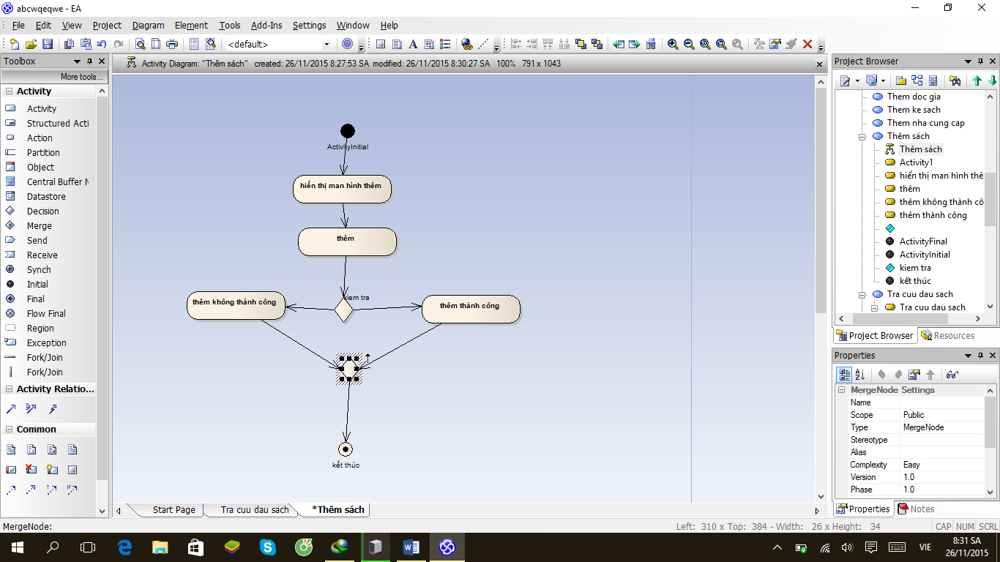 abcwqeqwe - EA
File Edit View Project Diagram Element Tools Add-Ins Settings Window Help
<default>
Toolbox
More tools...
Activity
Activity
Structured Acti
Action
Partition
Object
Central Buffer N
Datastore
Decision
Merge
Send
Receive
Synch
Initial
Final
Flow Final
Region
Exception
Fork/Join
Fork/Join
Activity Relatio...
Common
Activity Diagram: "Thêm sách" created: 26/11/2015 8:27:53 SA modified: 26/11/2015 8:30:27 SA 100% 791 x 1043
ActivityInitial
hiển thị man hình thêm
thêm
kiem tra
thêm không thành công
thêm thành công
kết thúc
Start Page Tra cuu dau sach *Thêm sách
Project Browser
Them doc gia
Them ke sach
Them nha cung cap
Thêm sách
Thêm sách
Activity1
hiển thị man hình thê
thêm
thêm không thành cô
thêm thành công
ActivityFinal
ActivityInitial
kiem tra
kết thúc
Tra cuu dau sach
Tra cuu dau sach
Project Browser Resources
Properties
MergeNode Settings
Name
Scope Public
Type MergeNode
Stereotype
Alias
Complexity Easy
Version 1.0
Phase 1.0
Properties Notes
MergeNode:
Left: 310 x Top: 384 - Width: 26 x Height: 34
CAP NUM SCRL
VIE
8:31 SA
26/11/2015